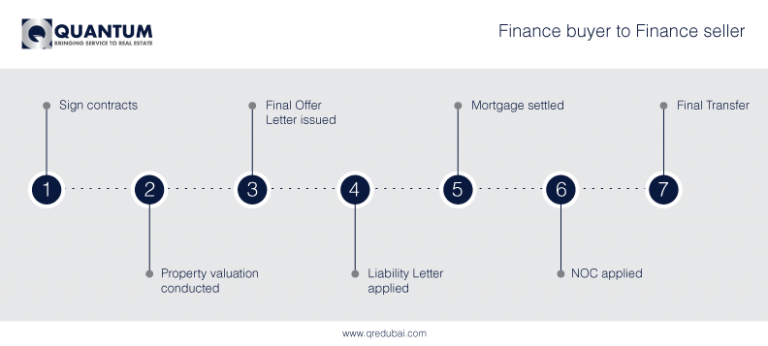 QUANTUM
BRINGING SERVICE TO REAL ESTATE
Finance buyer to Finance seller
1
Sign contracts
2
Property valuation
conducted
3
Final Offer
Letter issued
4
Liability Letter
applied
5
Mortgage settled
6
NOC applied
7
Final Transfer
www.qredubai.com